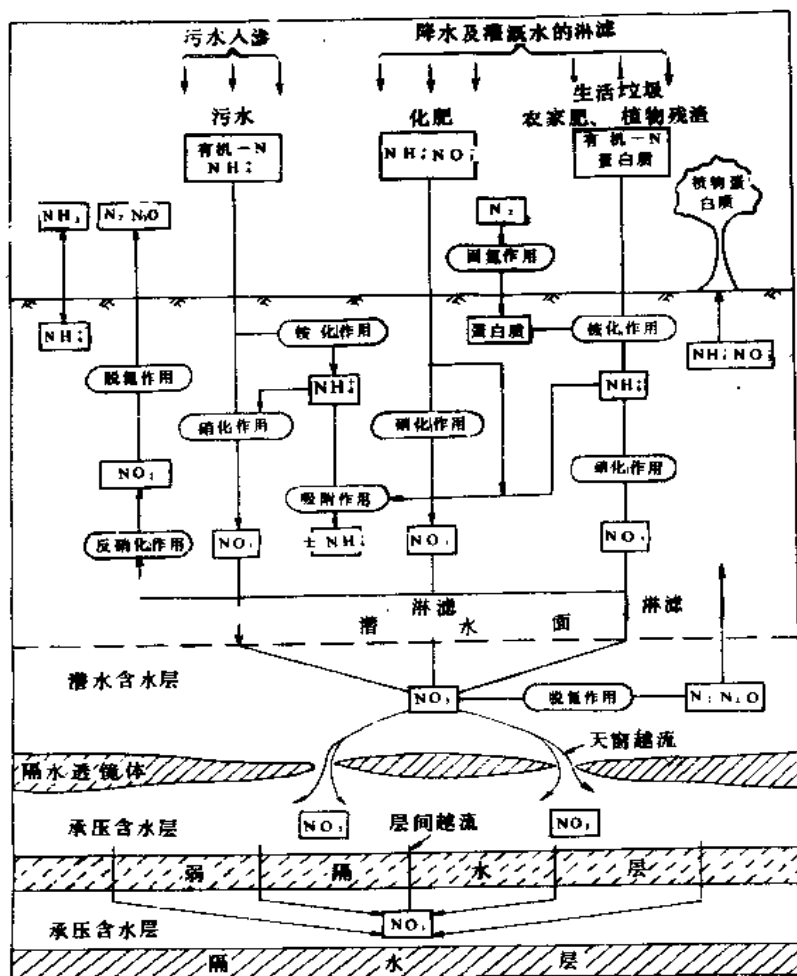 污水入渗
降水及灌溉水的淋滤
污水
化肥
生活垃圾
农家肥、植物残渣
有机-N
NH₄⁺
NH₄⁺ NO₃⁻
有机-N
蛋白质
植物蛋
白质
NH₃
N₂ N₂O
N₂
固氮作用
NH₄⁺
铵化作用
蛋白质
铵化作用
脱氮作用
NH₄⁺ NO₃⁻
NH₄⁺
NH₄⁺
硝化作用
硝化作用
硝化作用
吸附作用
反硝化作用
NO₃⁻
土 NH₄⁺
NO₃⁻
NO₃⁻
淋滤
淋滤
潜水面
潜水含水层
NO₃⁻
脱氮作用
N₂ N₂O
天窗越流
隔水透镜体
承压含水层
NO₃⁻
层间越流
NO₃⁻
弱隔水层
承压含水层
NO₃⁻
隔水层